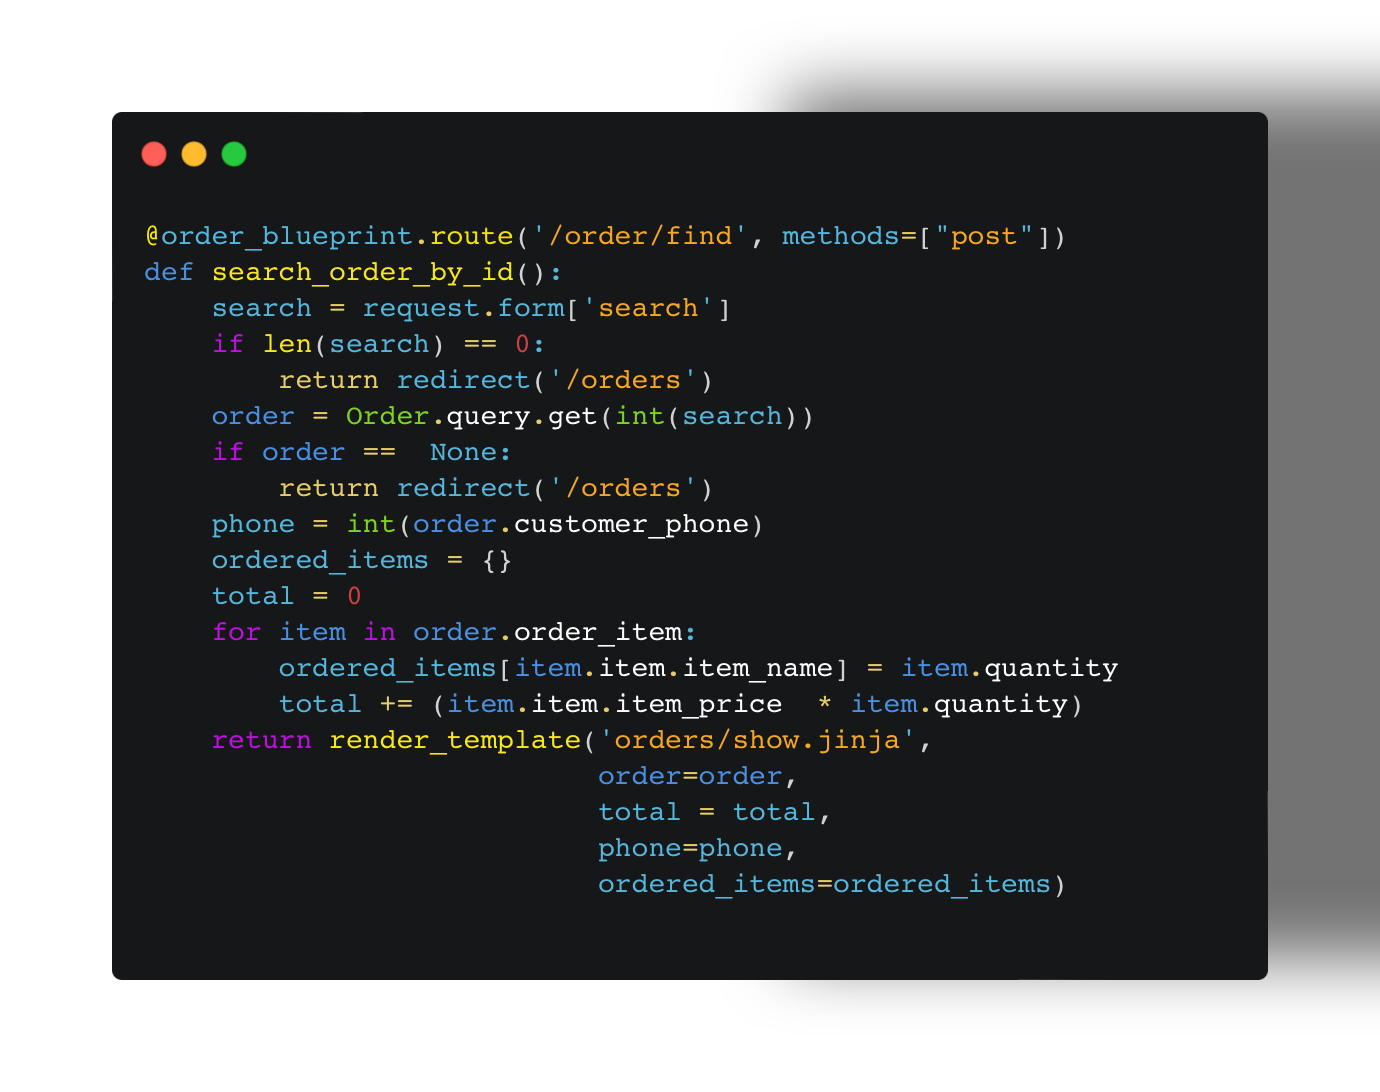 @order_blueprint.route('/order/find', methods=["post"])
def search_order_by_id():
    search = request.form['search']
    if len(search) == 0:
        return redirect('/orders')
    order = Order.query.get(int(search))
    if order ==  None:
        return redirect('/orders')
    phone = int(order.customer_phone)
    ordered_items = {}
    total = 0
    for item in order.order_item:
        ordered_items[item.item.item_name] = item.quantity
        total += (item.item.item_price  * item.quantity)
    return render_template('orders/show.jinja',
                           order=order,
                           total = total,
                           phone=phone,
                           ordered_items=ordered_items)